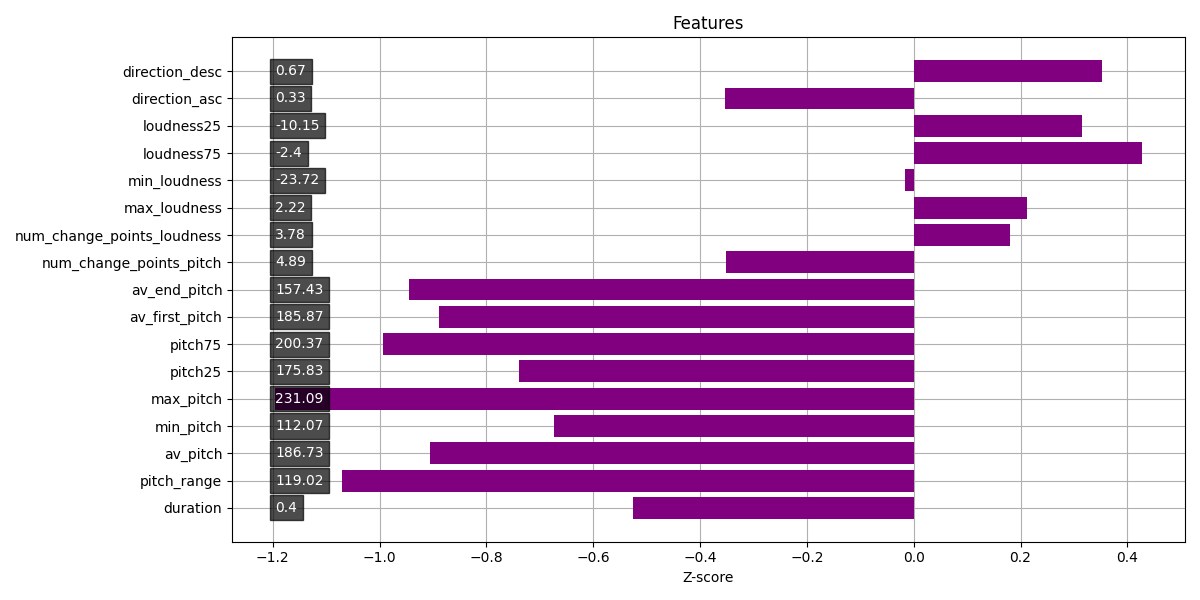 Features
direction_desc 0.67
direction_asc 0.33
loudness25 -10.15
loudness75 -2.4
min_loudness -23.72
max_loudness 2.22
num_change_points_loudness 3.78
num_change_points_pitch 4.89
av_end_pitch 157.43
av_first_pitch 185.87
pitch75 200.37
pitch25 175.83
max_pitch 231.09
min_pitch 112.07
av_pitch 186.73
pitch_range 119.02
duration 0.4
−1.2 −1.0 −0.8 −0.6 −0.4 −0.2 0.0 0.2 0.4
Z-score